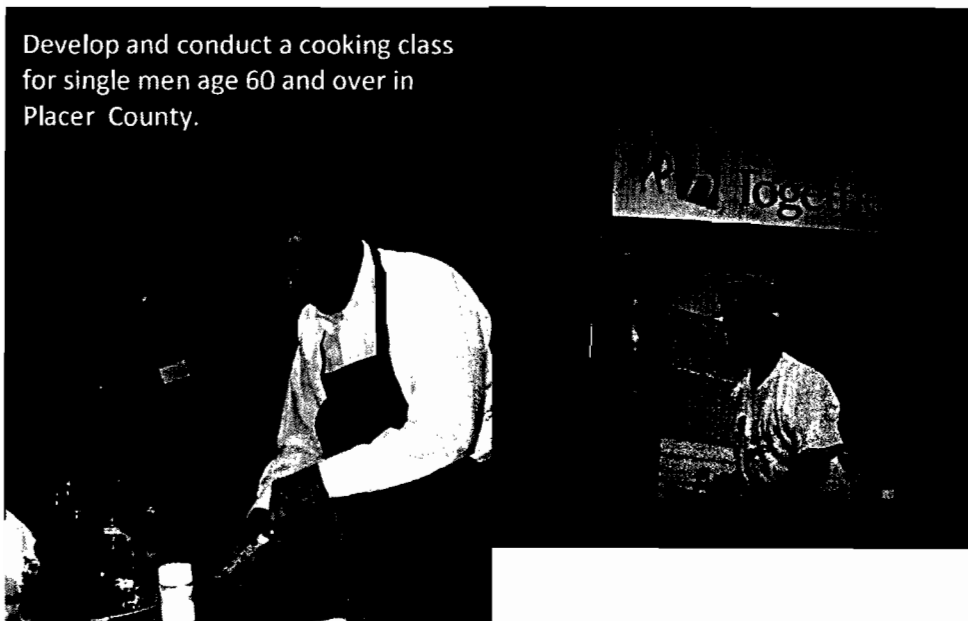 Develop and conduct a cooking class
for single men age 60 and over in
Placer County.